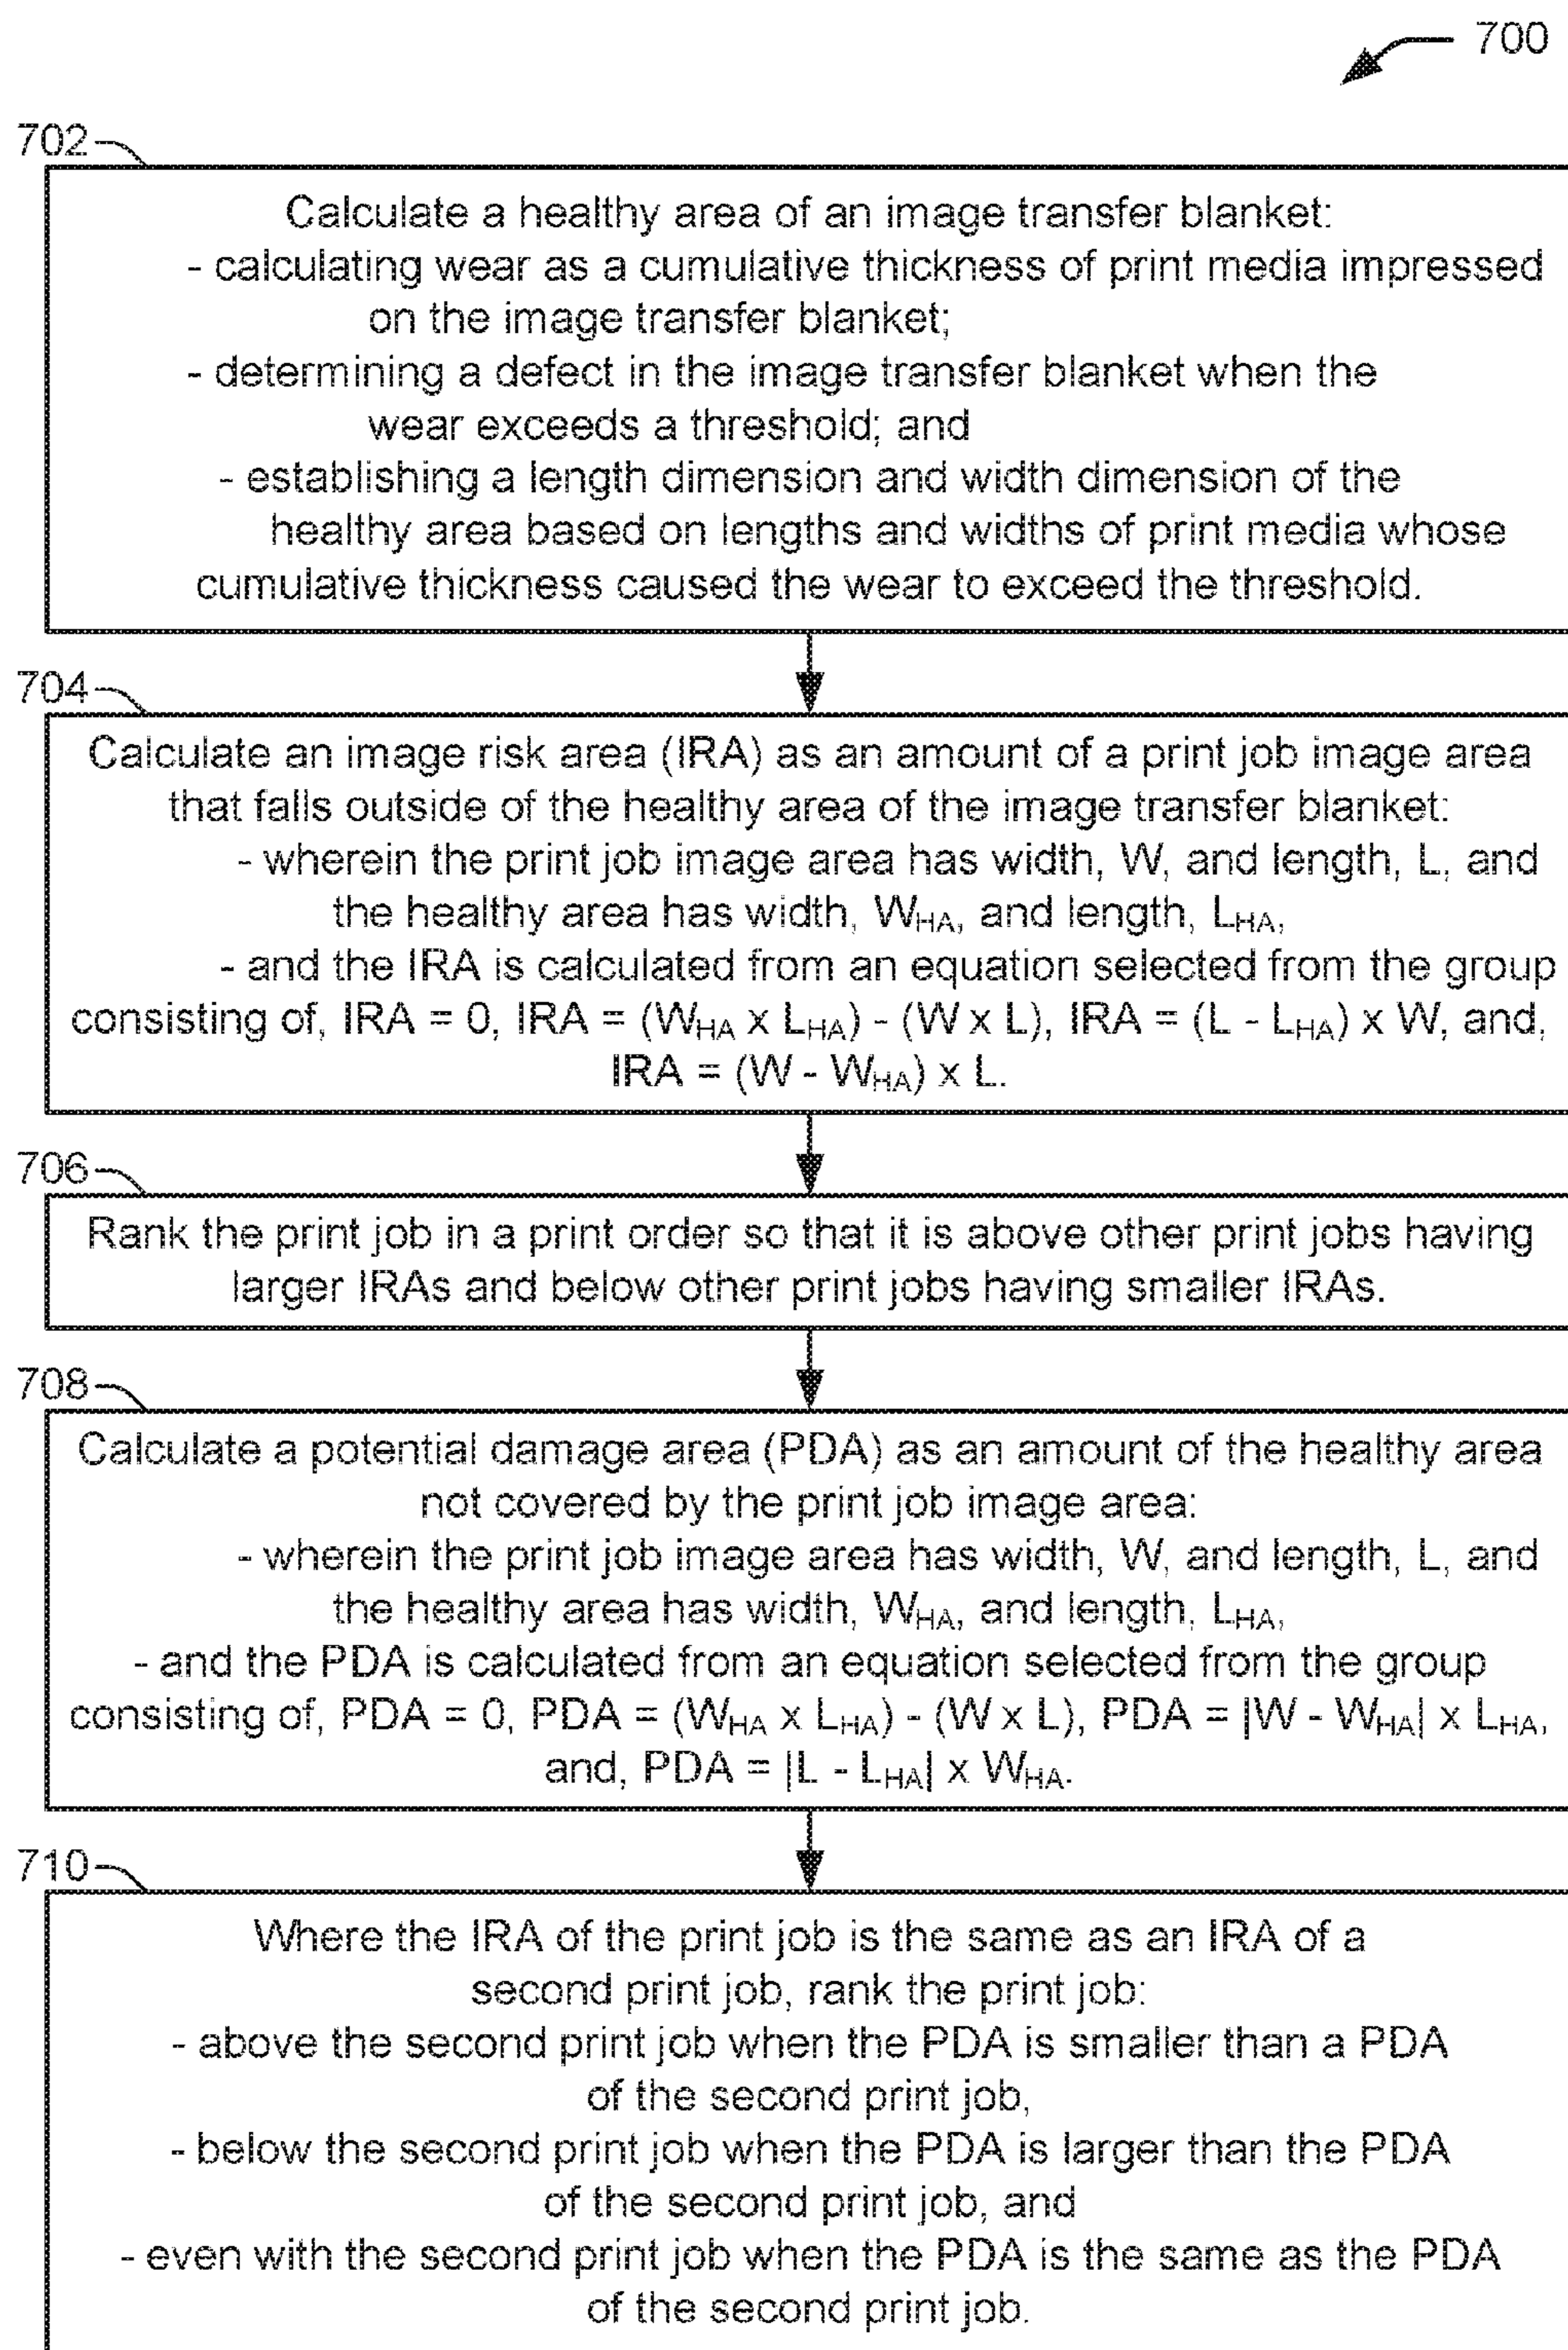 700
702
Calculate a healthy area of an image transfer blanket:
- calculating wear as a cumulative thickness of print media impressed
on the image transfer blanket;
- determining a defect in the image transfer blanket when the
wear exceeds a threshold; and
- establishing a length dimension and width dimension of the
healthy area based on lengths and widths of print media whose
cumulative thickness caused the wear to exceed the threshold.
704
Calculate an image risk area (IRA) as an amount of a print job image area
that falls outside of the healthy area of the image transfer blanket:
- wherein the print job image area has width, W, and length, L, and
the healthy area has width, W_HA, and length, L_HA,
- and the IRA is calculated from an equation selected from the group
consisting of, IRA = 0, IRA = (W_HA x L_HA) - (W x L), IRA = (L - L_HA) x W, and,
IRA = (W - W_HA) x L.
706
Rank the print job in a print order so that it is above other print jobs having
larger IRAs and below other print jobs having smaller IRAs.
708
Calculate a potential damage area (PDA) as an amount of the healthy area
not covered by the print job image area:
- wherein the print job image area has width, W, and length, L, and
the healthy area has width, W_HA, and length, L_HA,
- and the PDA is calculated from an equation selected from the group
consisting of, PDA = 0, PDA = (W_HA x L_HA) - (W x L), PDA = |W - W_HA| x L_HA,
and, PDA = |L - L_HA| x W_HA.
710
Where the IRA of the print job is the same as an IRA of a
second print job, rank the print job:
- above the second print job when the PDA is smaller than a PDA
of the second print job,
- below the second print job when the PDA is larger than the PDA
of the second print job, and
- even with the second print job when the PDA is the same as the PDA
of the second print job.